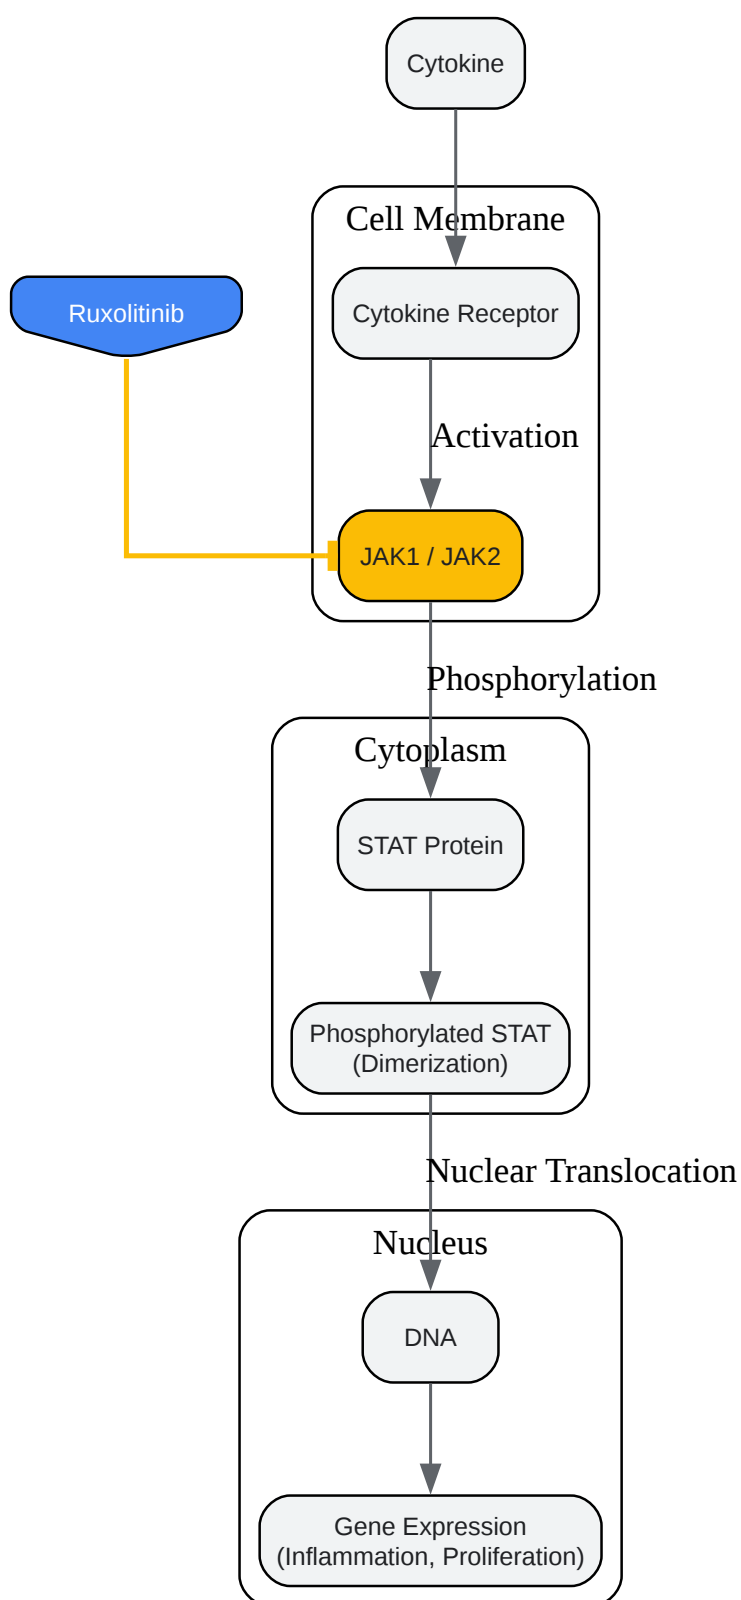 Cytokine
Cell Membrane
Ruxolitinib
Cytokine Receptor
Activation
JAK1 / JAK2
Phosphorylation
Cytoplasm
STAT Protein
Phosphorylated STAT
(Dimerization)
Nuclear Translocation
Nucleus
DNA
Gene Expression
(Inflammation, Proliferation)